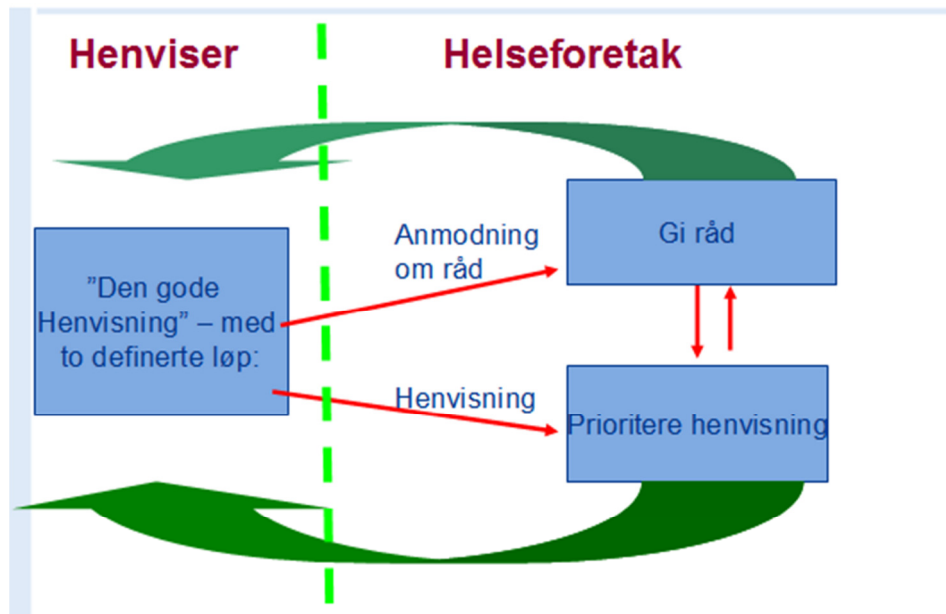 Henviser
Helseforetak
”Den gode
Henvisning” – med
to definerte løp:
Anmodning
om råd
Gi råd
Henvisning
Prioritere henvisning